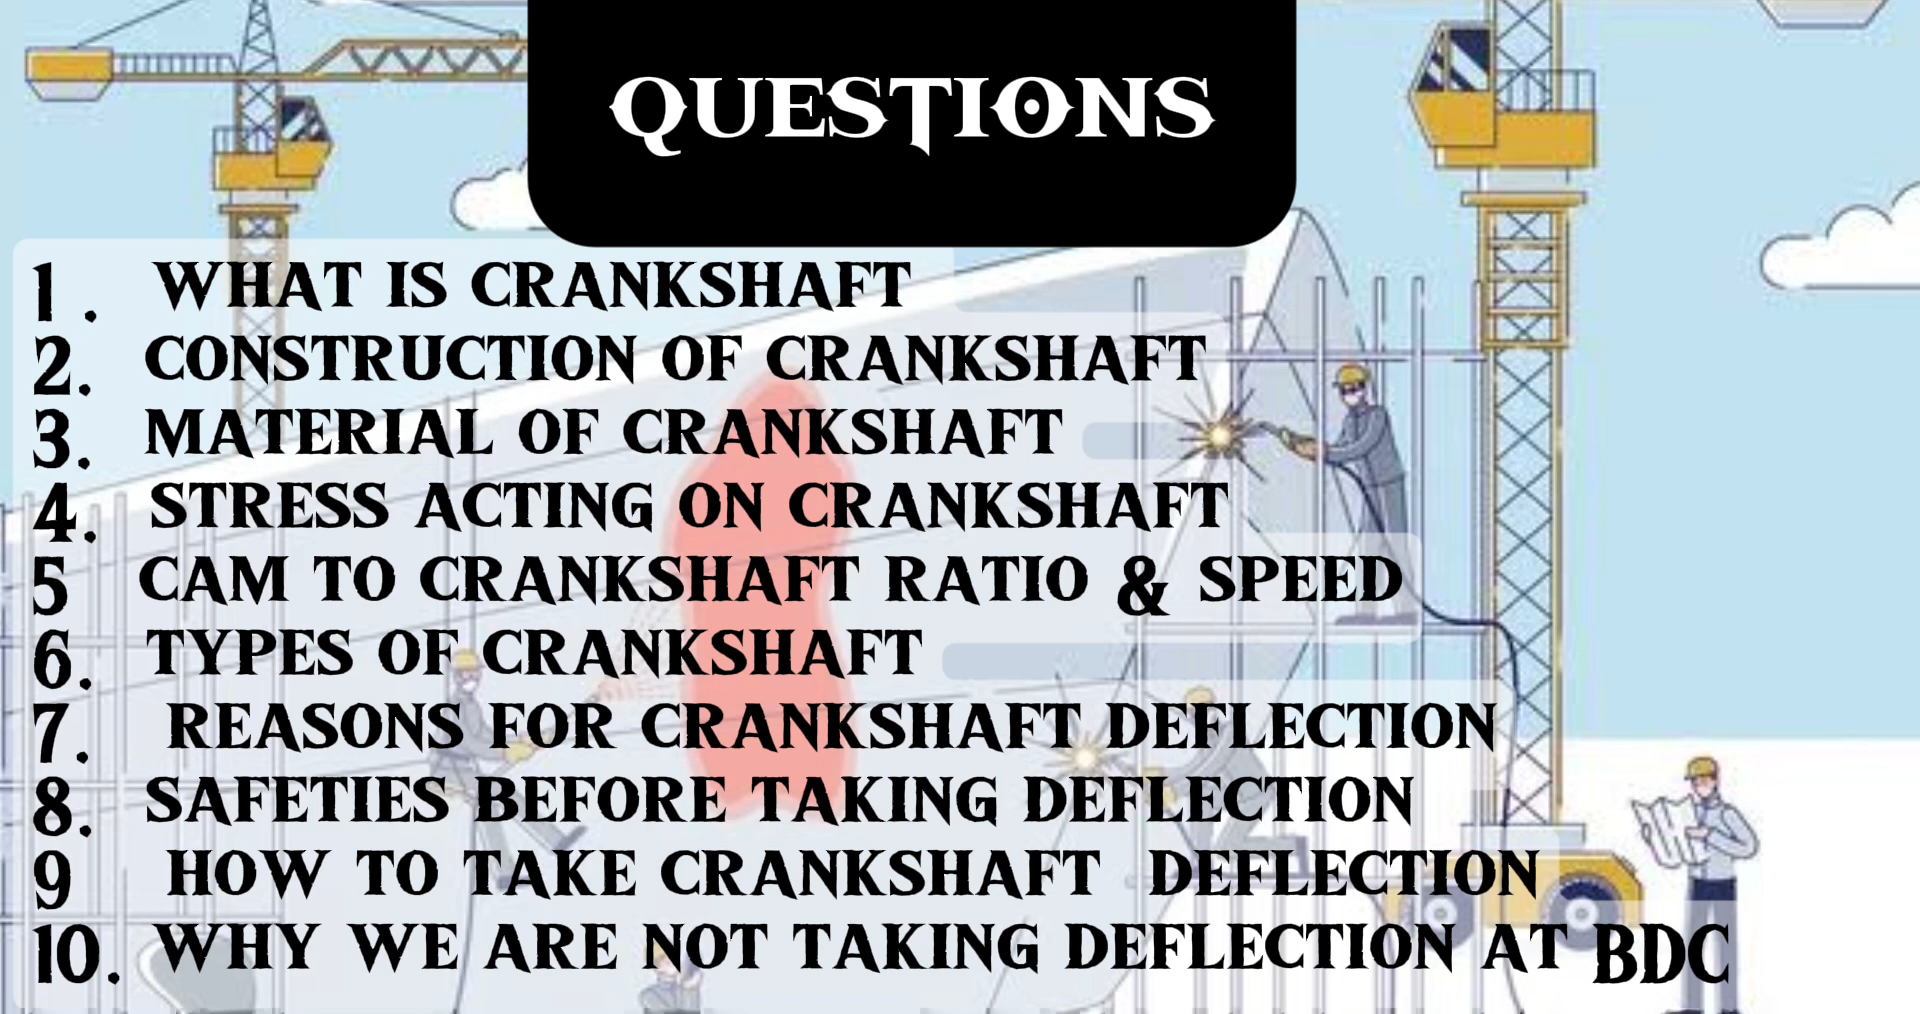 QUESTIONS
1. WHAT IS CRANKSHAFT
2. CONSTRUCTION OF CRANKSHAFT
3. MATERIAL OF CRANKSHAFT
4. STRESS ACTING ON CRANKSHAFT
5 CAM TO CRANKSHAFT RATIO & SPEED
6. TYPES OF CRANKSHAFT
7. REASONS FOR CRANKSHAFT DEFLECTION
8. SAFETIES BEFORE TAKING DEFLECTION
9 HOW TO TAKE CRANKSHAFT DEFLECTION
10. WHY WE ARE NOT TAKING DEFLECTION AT BDC